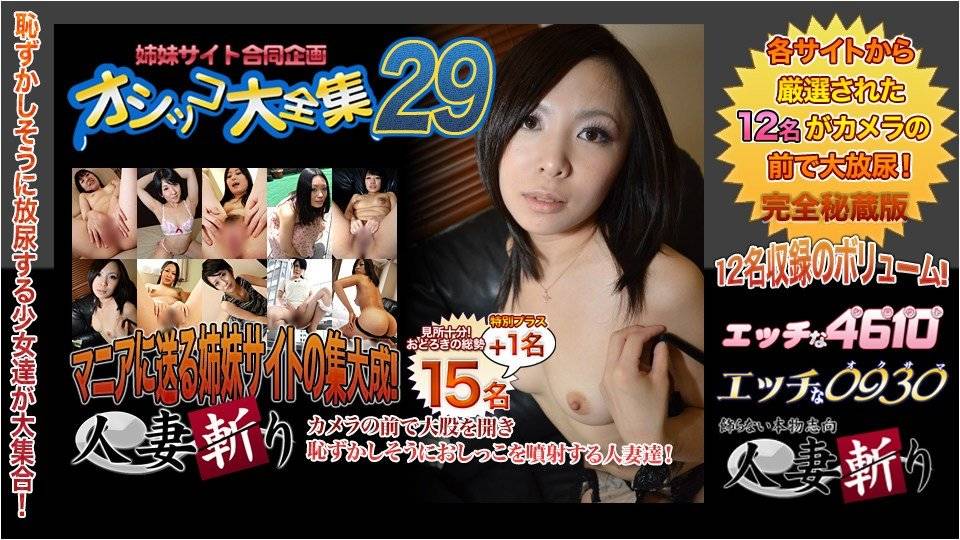 恥ずかしそうに放尿する少女達が大集合！
姉妹サイト合同企画
オシッコ大全集29
マニアに送る姉妹サイトの集大成！
見所十分！
おどろきの総勢
15名
特別プラス
+1名
人妻斬り
カメラの前で大股を開き
恥ずかしそうにおしっこを噴射する人妻達！
各サイトから
厳選された
12名がカメラの
前で大放尿！
完全秘蔵版
12名収録のボリューム！
エッチな4610
エッチな0930
オクサマ
飾らない本物志向
人妻斬り